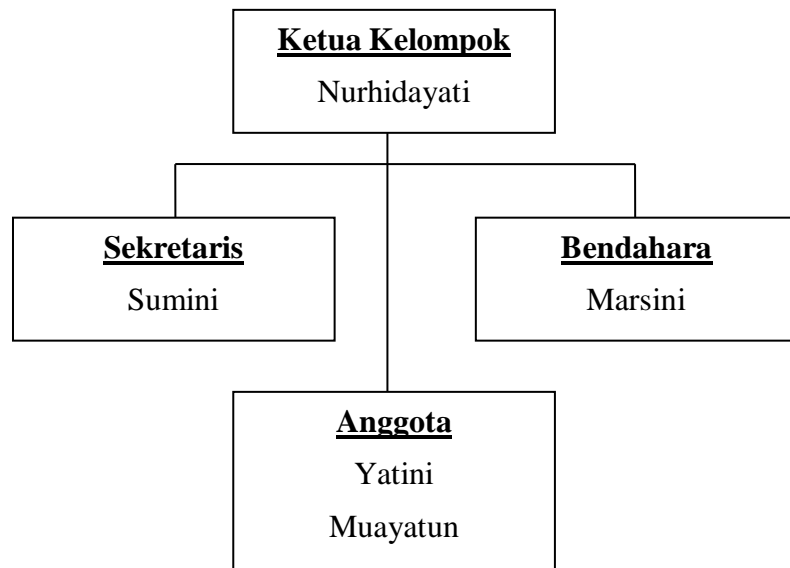 Ketua Kelompok
Nurhidayati
Sekretaris
Sumini
Bendahara
Marsini
Anggota
Yatini
Muayatun